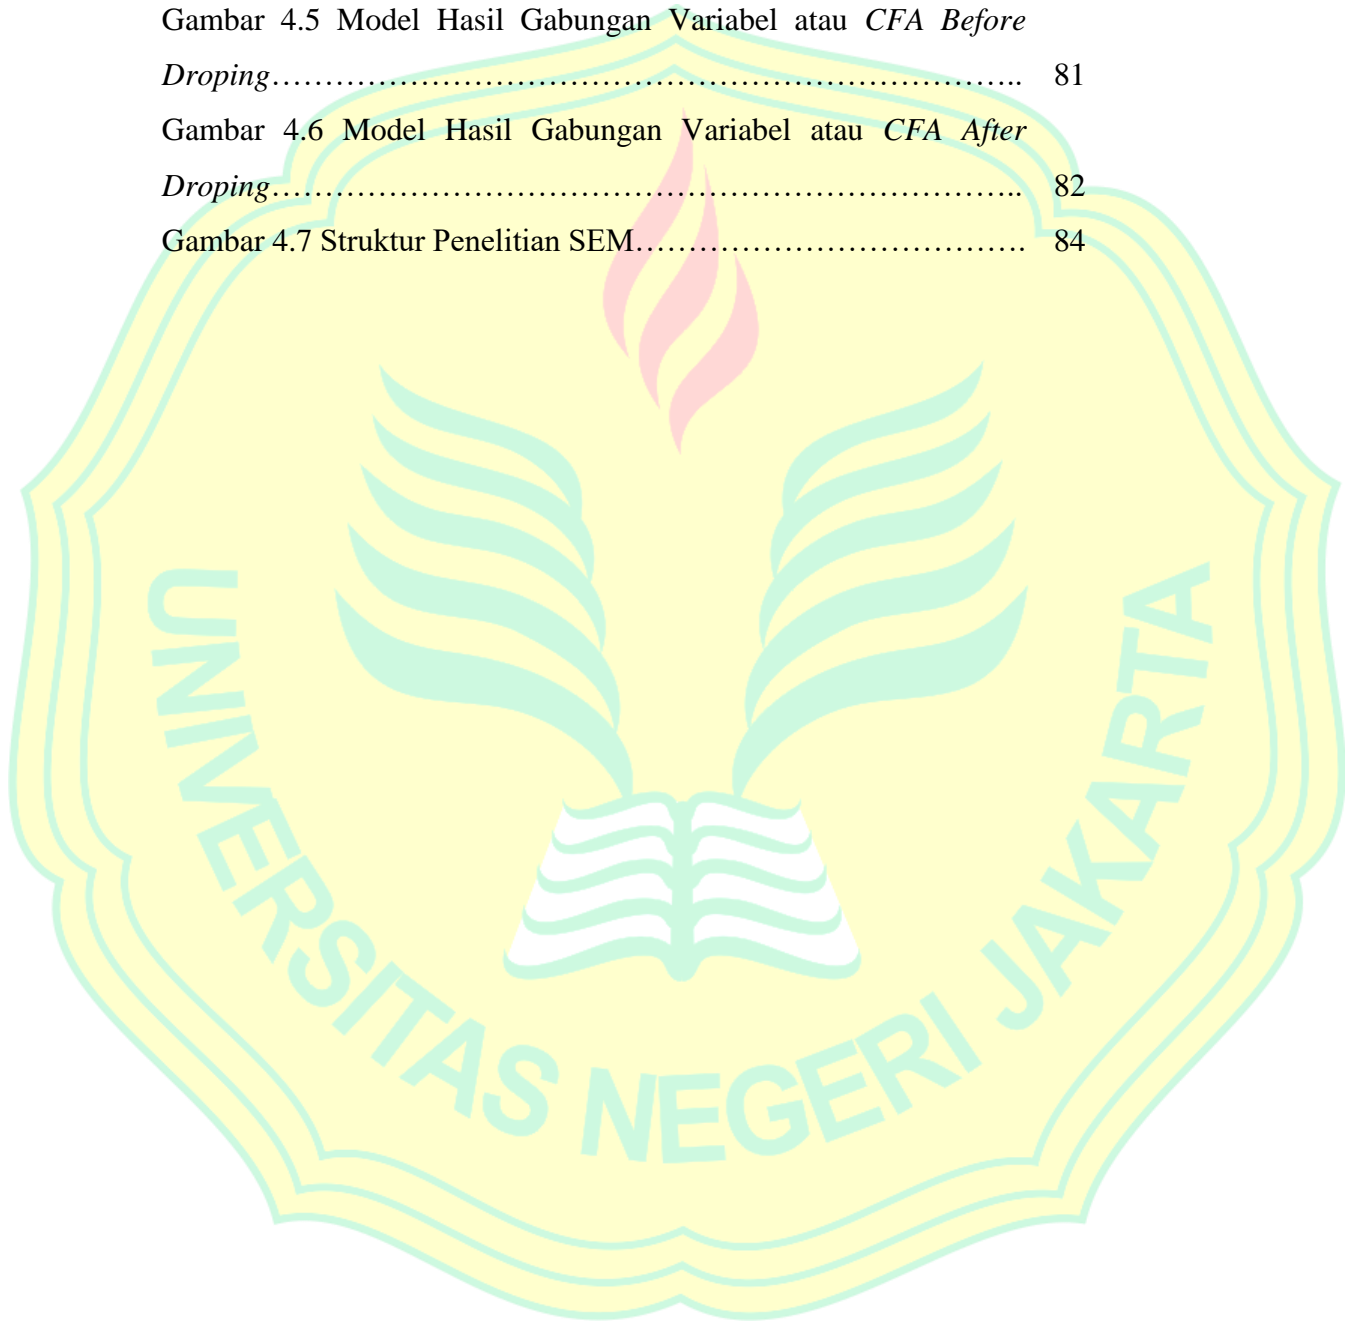 Gambar 4.5 Model Hasil Gabungan Variabel atau CFA Before
Droping…………………………………………………………….. 81
Gambar 4.6 Model Hasil Gabungan Variabel atau CFA After
Droping…………………………………………………………….. 82
Gambar 4.7 Struktur Penelitian SEM………………………………. 84
UNIVERSITAS NEGERI JAKARTA